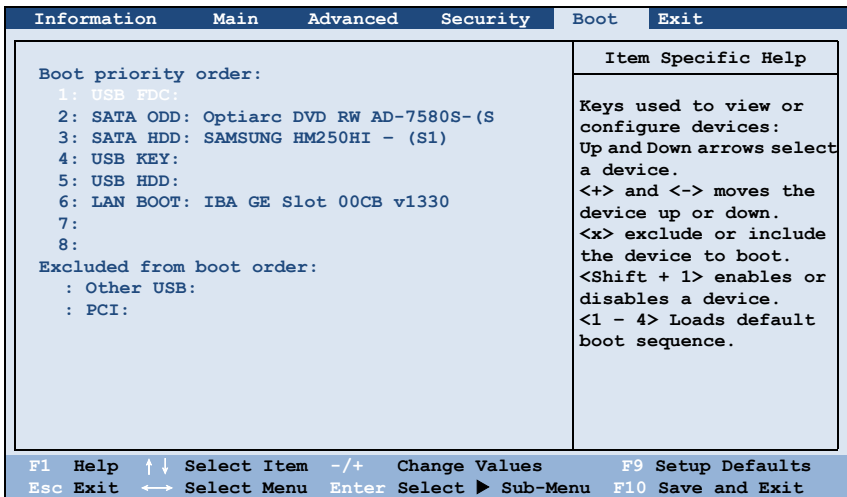 Information Main Advanced Security Boot Exit
Boot priority order:
1: USB FDC:
2: SATA ODD: Optiarc DVD RW AD-7580S-(S
3: SATA HDD: SAMSUNG HM250HI – (S1)
4: USB KEY:
5: USB HDD:
6: LAN BOOT: IBA GE Slot 00CB v1330
7:
8:
Excluded from boot order:
: Other USB:
: PCI:
Item Specific Help
Keys used to view or
configure devices:
Up and Down arrows select
a device.
<+> and <-> moves the
device up or down.
<x> exclude or include
the device to boot.
<Shift + 1> enables or
disables a device.
<1 – 4> Loads default
boot sequence.
F1 Help ↑↓ Select Item -/+ Change Values F9 Setup Defaults
Esc Exit ←→ Select Menu Enter Select ▶ Sub-Menu F10 Save and Exit